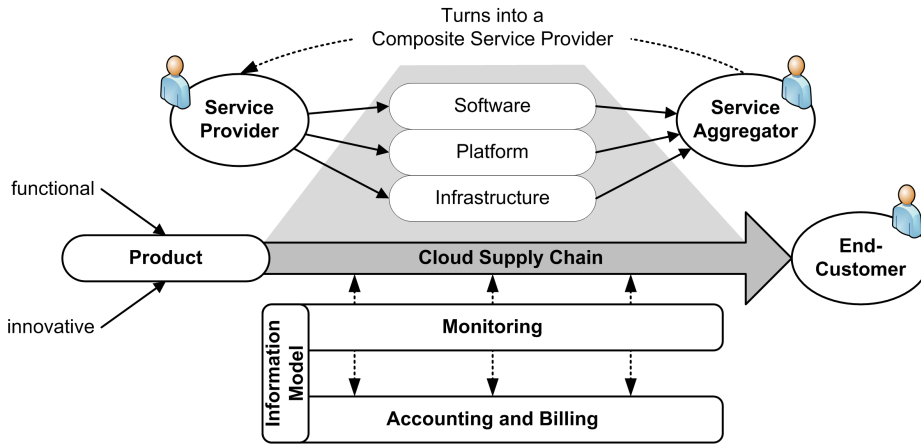 Turns into a
Composite Service Provider
Service
Provider
Software
Platform
Infrastructure
Service
Aggregator
functional
Product
innovative
Cloud Supply Chain
End-
Customer
Information
Model
Monitoring
Accounting and Billing